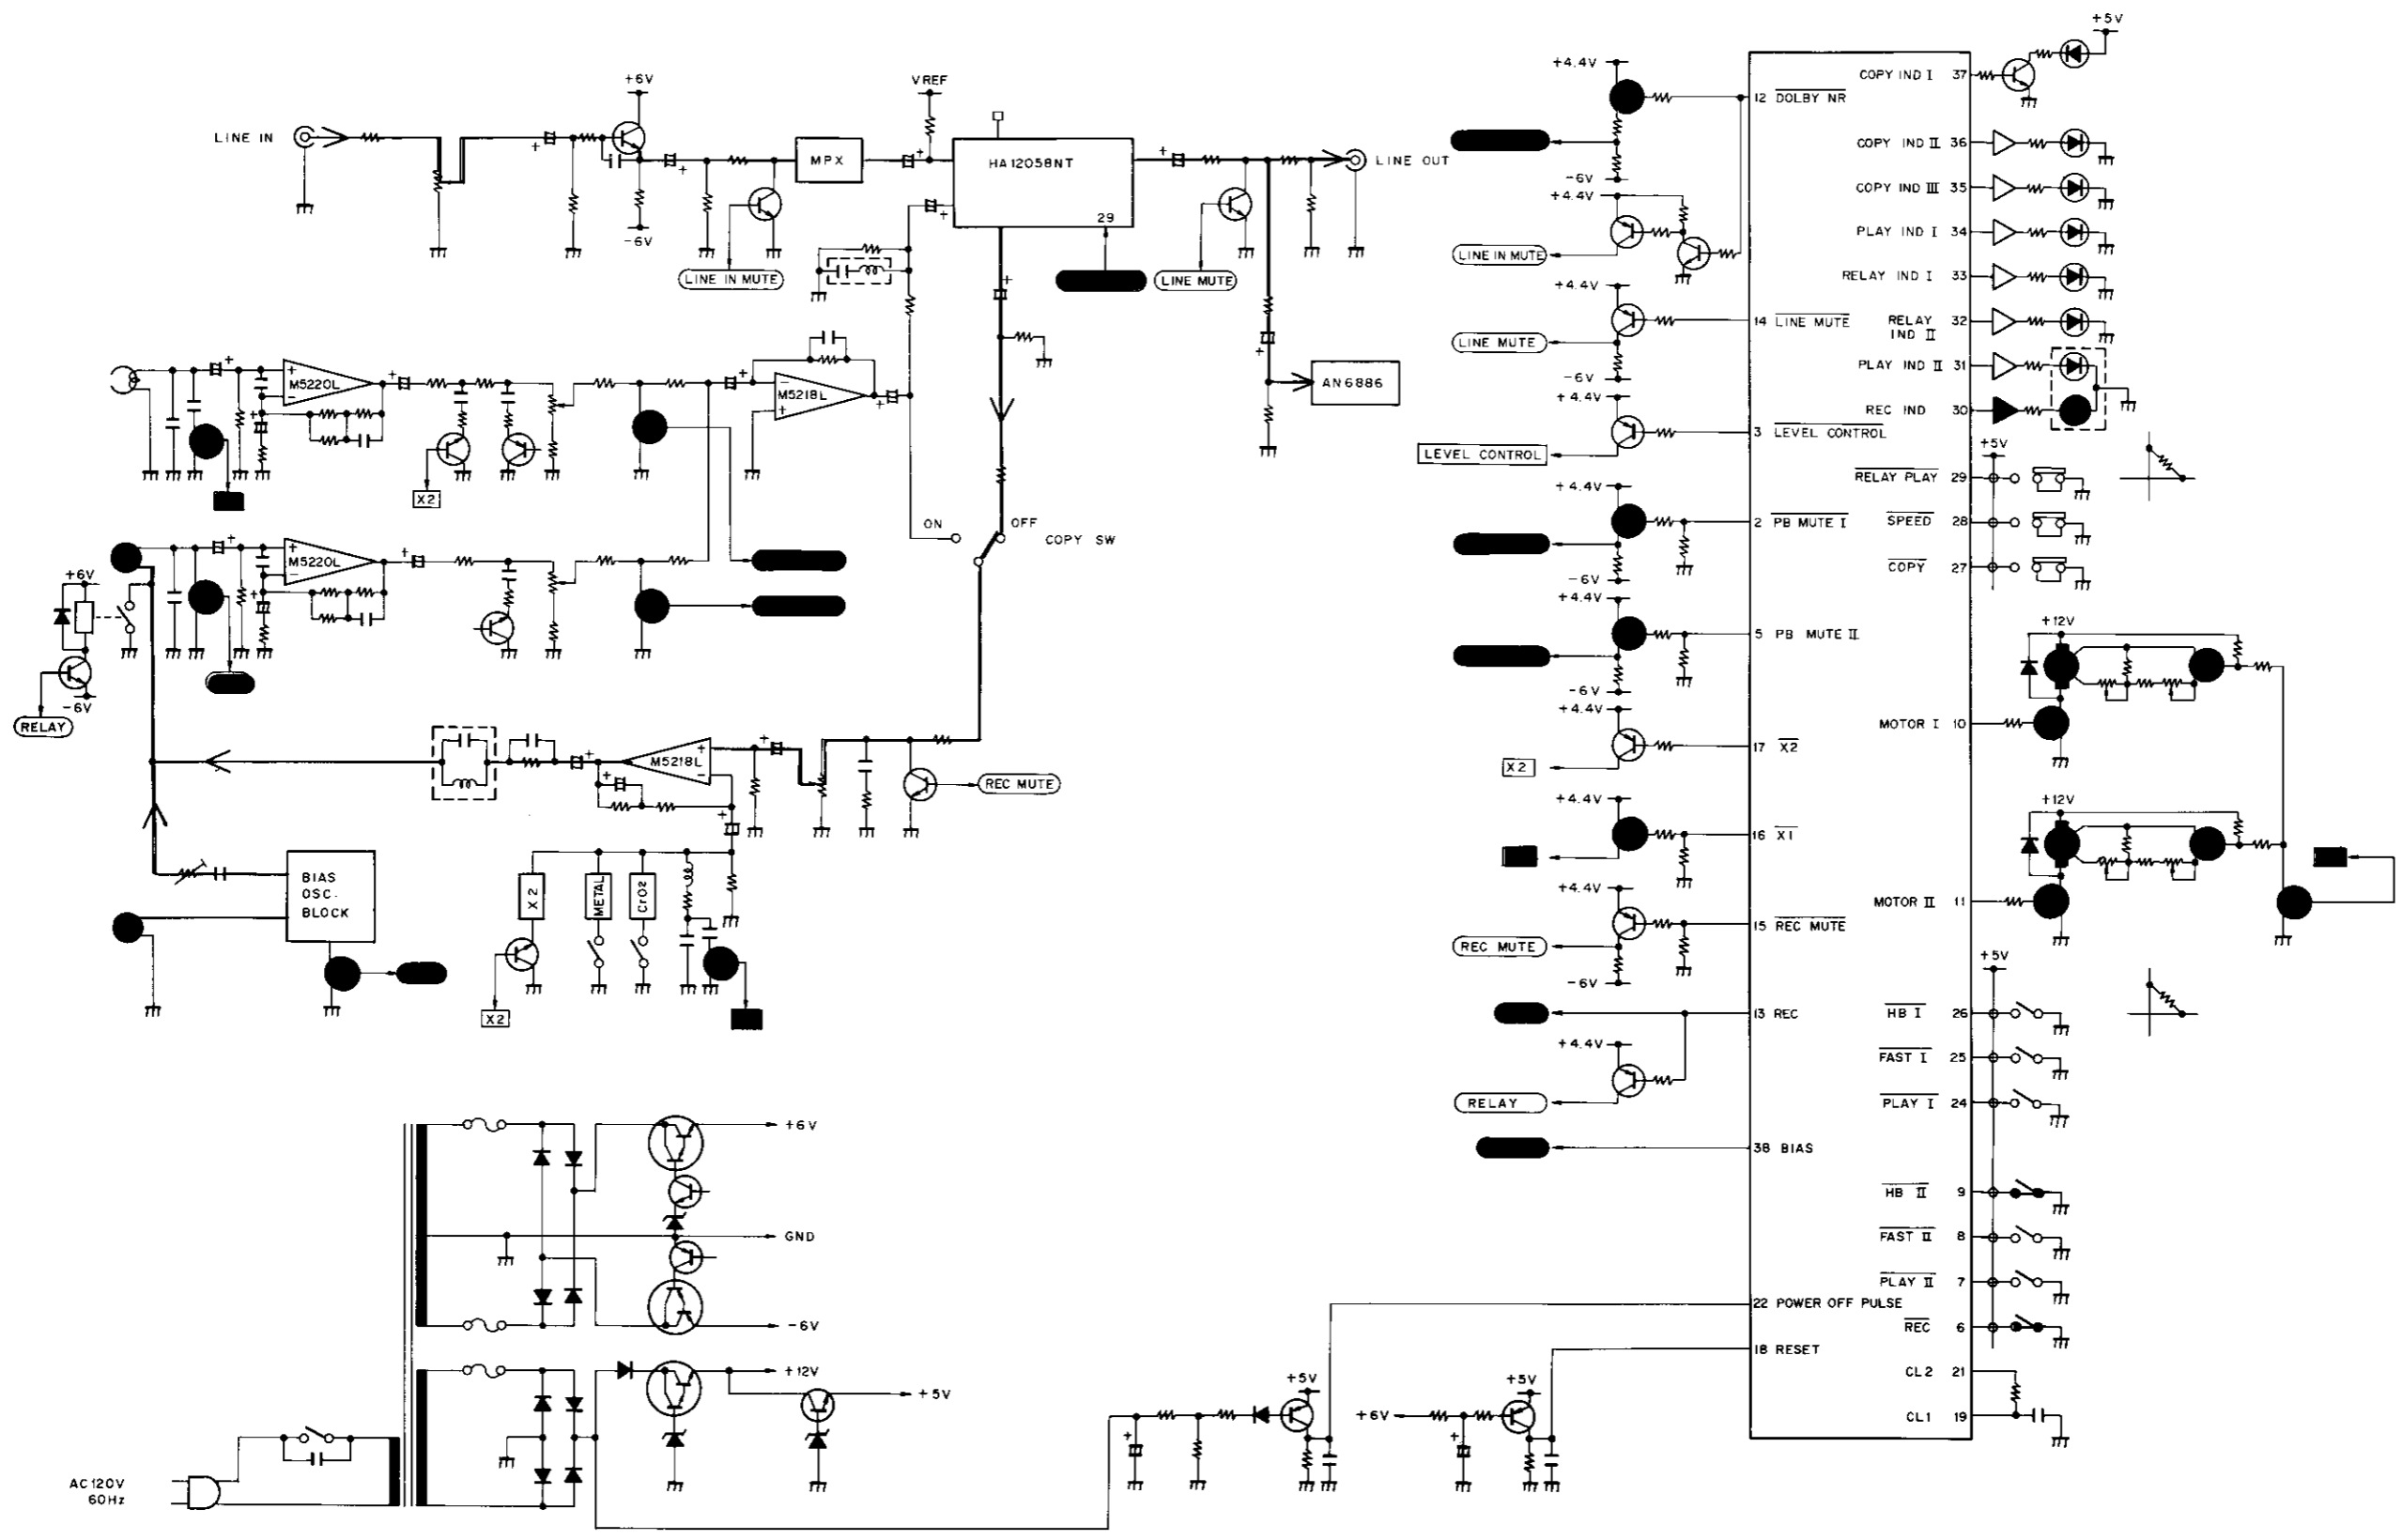 LINE IN
+6V
-6V
LINE IN MUTE
MPX
VREF
HA12058NT
29
LINE MUTE
LINE OUT
AN6886
+
M5220L
+
-
+
+
X2
+
-
+
M5218L
+
ON
OFF
COPY SW
+
M5220L
+
-
+
+6V
-6V
RELAY
+
M5218L
+
-
+
+
REC MUTE
BIAS
OSC.
BLOCK
X2
METAL
CrO2
X2
+6V
GND
-6V
+12V
+5V
AC120V
60Hz
+4.4V
-6V
+4.4V
LINE IN MUTE
+4.4V
LINE MUTE
-6V
+4.4V
LEVEL CONTROL
+4.4V
-6V
+4.4V
-6V
+4.4V
X2
+4.4V
+4.4V
REC MUTE
-6V
+4.4V
RELAY
12 DOLBY NR
14 LINE MUTE
3 LEVEL CONTROL
2 PB MUTE I
5 PB MUTE II
17 X2
16 X1
15 REC MUTE
13 REC
38 BIAS
22 POWER OFF PULSE
18 RESET
+5V
+6V
+5V
+5V
COPY IND I 37
COPY IND II 36
COPY IND III 35
PLAY IND I 34
RELAY IND I 33
RELAY IND II 32
PLAY IND II 31
REC IND 30
+5V
RELAY PLAY 29
SPEED 28
COPY 27
+12V
MOTOR I 10
+12V
MOTOR II 11
+5V
HB I 26
FAST I 25
PLAY I 24
HB II 9
FAST II 8
PLAY II 7
REC 6
CL2 21
CL1 19